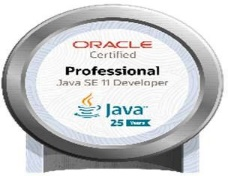 ORACLE
Certified
Professional
Java SE 11 Developer
Java
25 Years